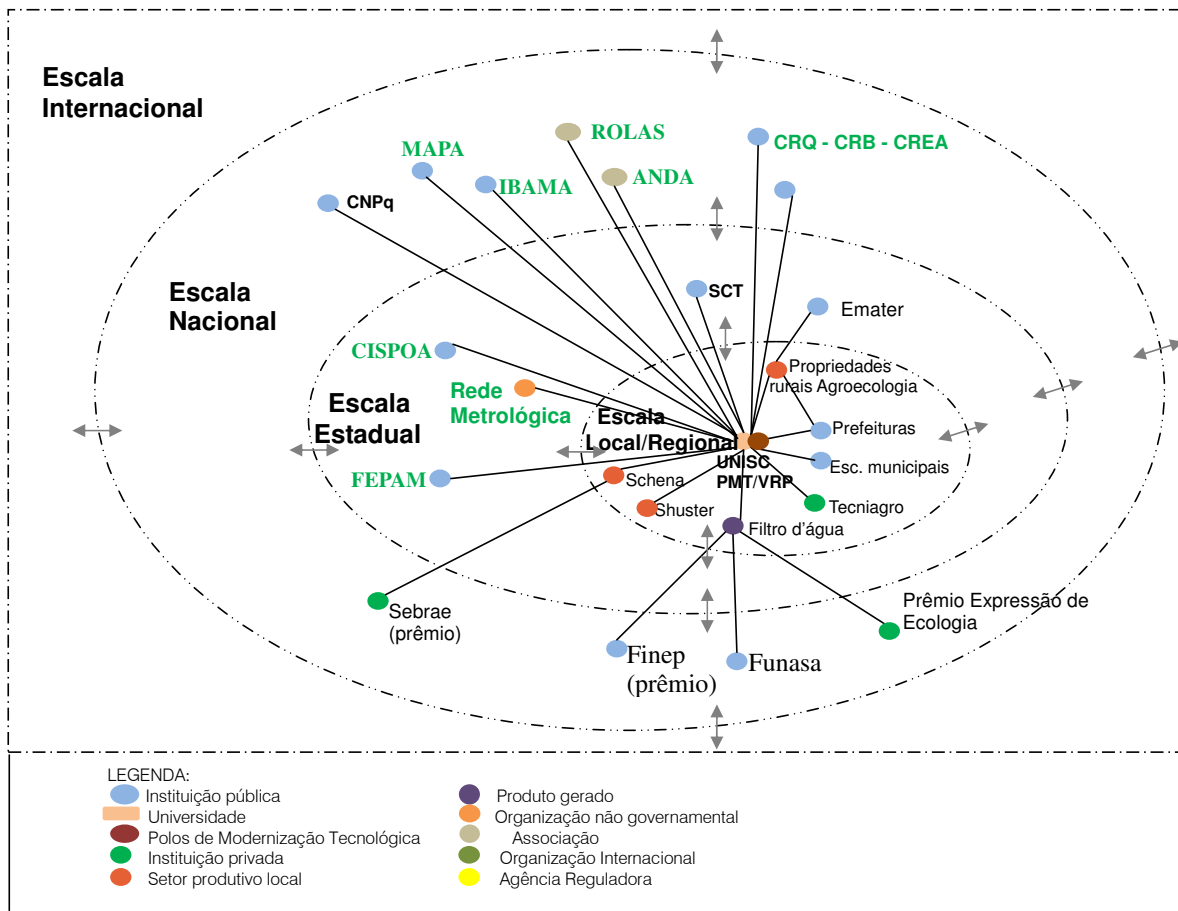 Escala
Internacional
ROLAS
CRQ - CRB - CREA
MAPA
IBAMA
ANDA
CNPq
Escala
Nacional
SCT
Emater
CISPOA
Propriedades
rurais Agroecologia
Rede
Metrológica
Escala
Estadual
Escala
Local/Regional
Prefeituras
UNISC
PMT/VRP
Esc. municipais
FEPAM
Schena
Shuster
Tecniagro
Filtro d'água
Sebrae
(prêmio)
Prêmio Expressão de
Ecologia
Finep
(prêmio)
Funasa
LEGENDA:
Instituição pública
Universidade
Polos de Modernização Tecnológica
Instituição privada
Setor produtivo local
Produto gerado
Organização não governamental
Associação
Organização Internacional
Agência Reguladora